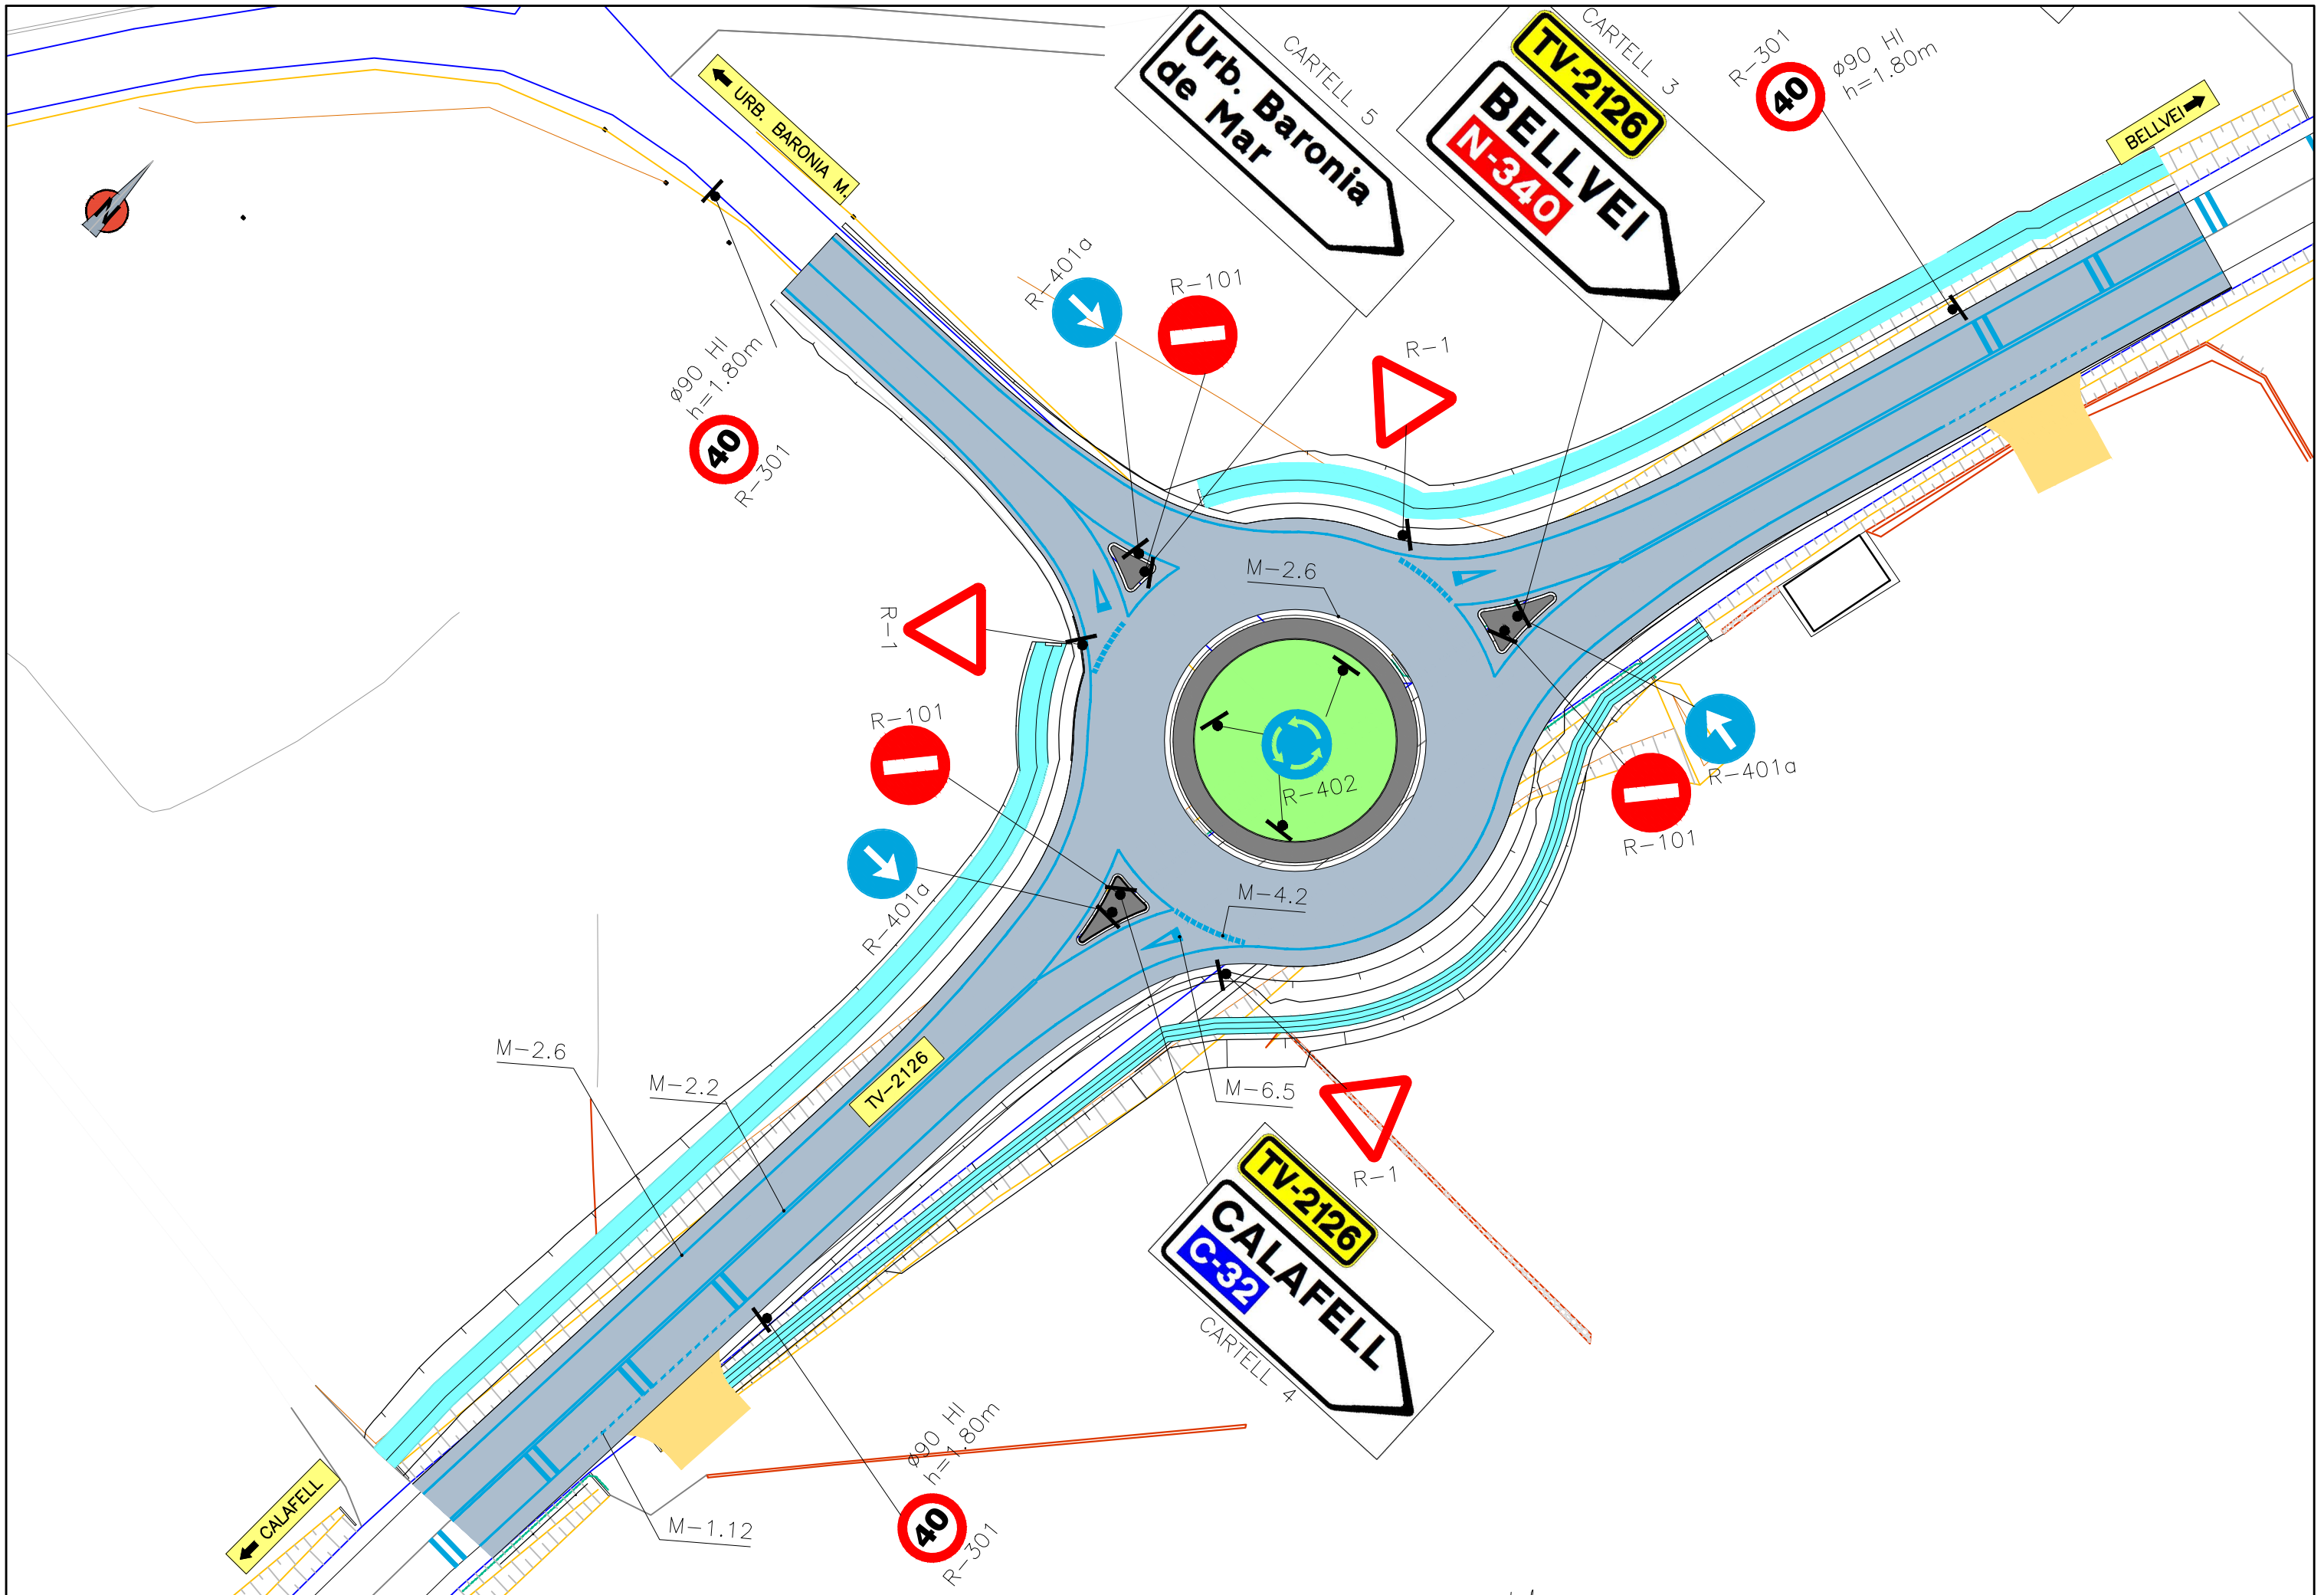 URB. BARONIA M.
CARTELL 5
Urb. Baronia
de Mar
CARTELL 3
TV-2126
BELLVEI
N-340
R-301
40
ø90 HI
h=1.80m
BELLVEI
N
R-401a
R-101
R-1
ø90 HI
h=1.80m
40
R-301
M-2.6
R-1
R-101
R-402
R-401a
R-101
R-401a
M-4.2
M-2.6
M-2.2
TV-2126
M-6.5
R-1
TV-2126
CALAFELL
C-32
CARTELL 4
CALAFELL
M-1.12
ø90 HI
h=1.80m
40
R-301